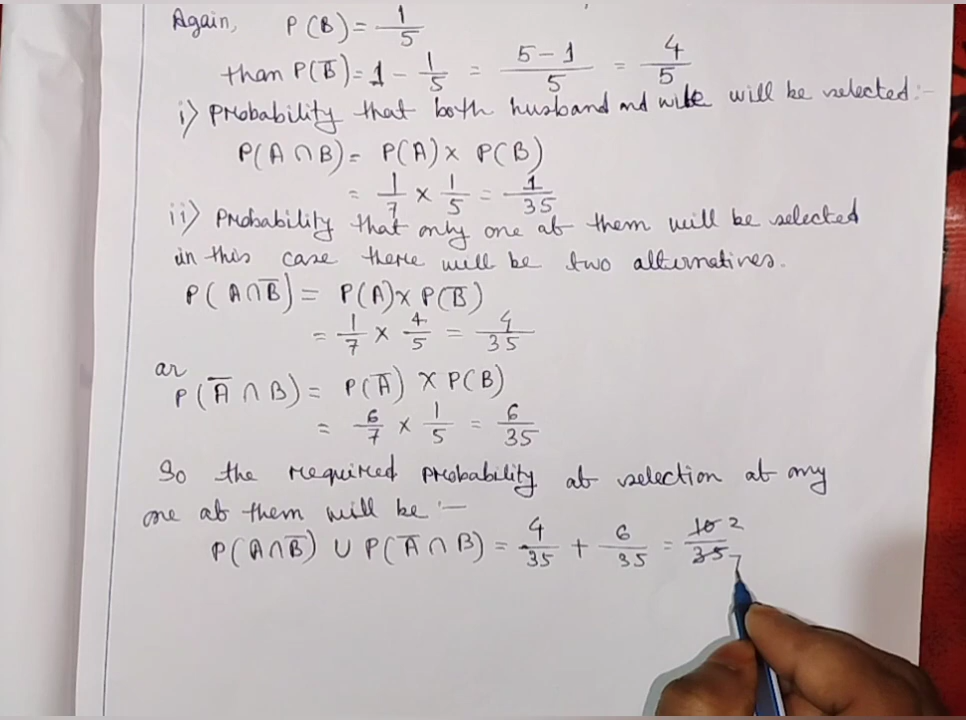 Again, P(B) = 1/5
than P(B̅) = 1 - 1/5 = 5-1/5 = 4/5
i) Probability that both husband and wife will be selected:-
P(A∩B) = P(A) x P(B)
= 1/7 x 1/5 = 1/35
ii) Probability that only one of them will be selected
in this case there will be two alternatives.
P(A∩B̅) = P(A) x P(B̅)
= 1/7 x 4/5 = 4/35
or
P(A̅∩B) = P(A̅) x P(B)
= 6/7 x 1/5 = 6/35
So the required probability of selection of any
one of them will be :-
P(A∩B̅) ∪ P(A̅∩B) = 4/35 + 6/35 = 10/35 2 7